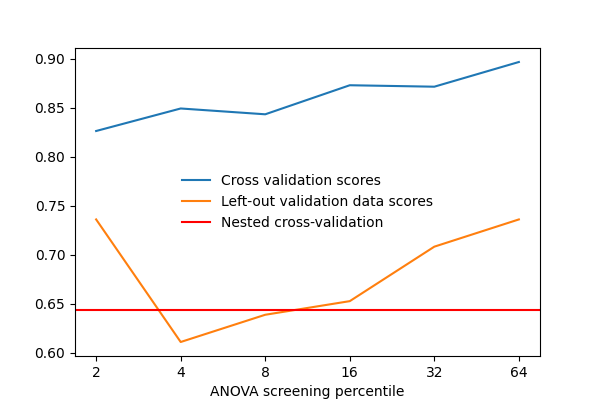 0.90
0.85
0.80
0.75
0.70
0.65
0.60
Cross validation scores
Left-out validation data scores
Nested cross-validation
2 4 8 16 32 64
ANOVA screening percentile